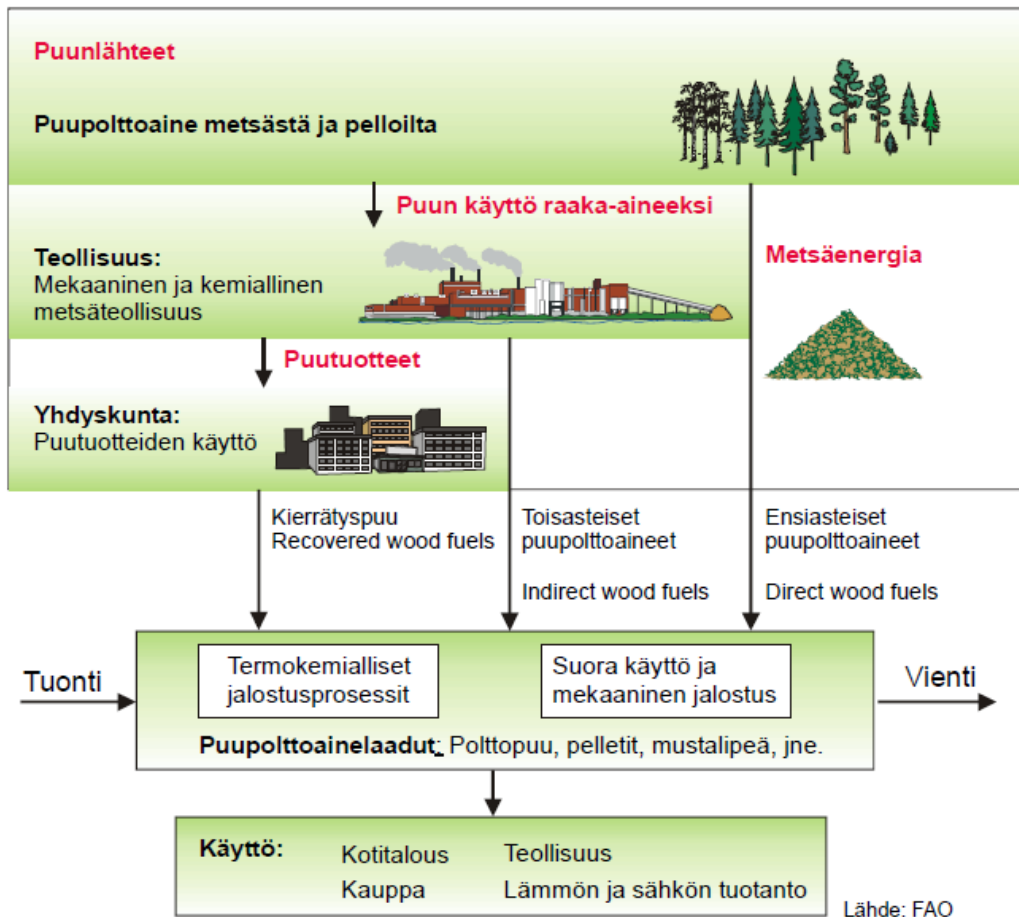 Puunlähteet
Puupolttoaine metsästä ja pelloilta
Puun käyttö raaka-aineeksi
Teollisuus:
Mekaaninen ja kemiallinen
metsäteollisuus
Metsäenergia
Puutuotteet
Yhdyskunta:
Puutuotteiden käyttö
Kierrätyspuu
Recovered wood fuels
Toisasteiset
puupolttoaineet
Indirect wood fuels
Ensiasteiset
puupolttoaineet
Direct wood fuels
Tuonti
Termokemialliset
jalostusprosessit
Suora käyttö ja
mekaaninen jalostus
Vienti
Puupolttoainelaadut: Polttopuu, pelletit, mustalipeä, jne.
Käyttö:
Kotitalous
Teollisuus
Kauppa
Lämmön ja sähkön tuotanto
Lähde: FAO